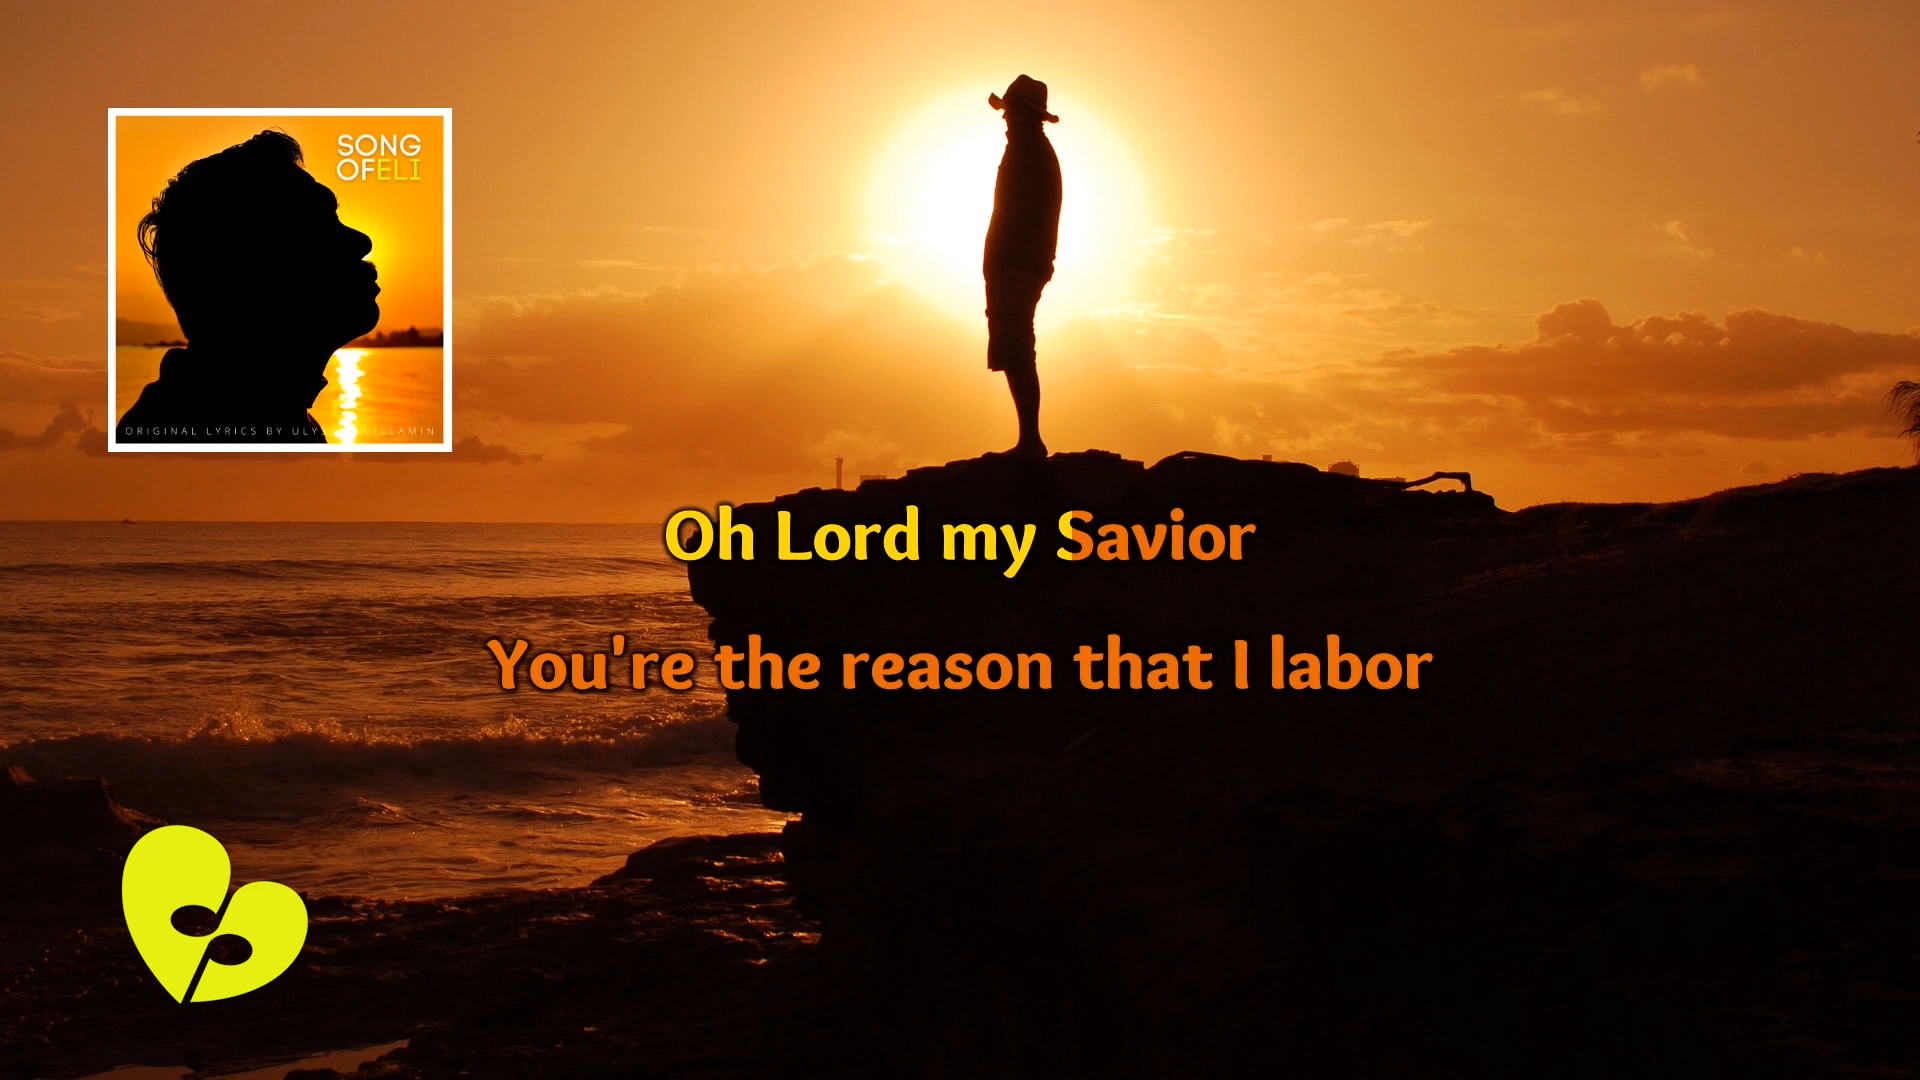 SONG
OFELI
ORIGINAL LYRICS BY VILLAMIN
Oh Lord my Savior
You're the reason that I labor